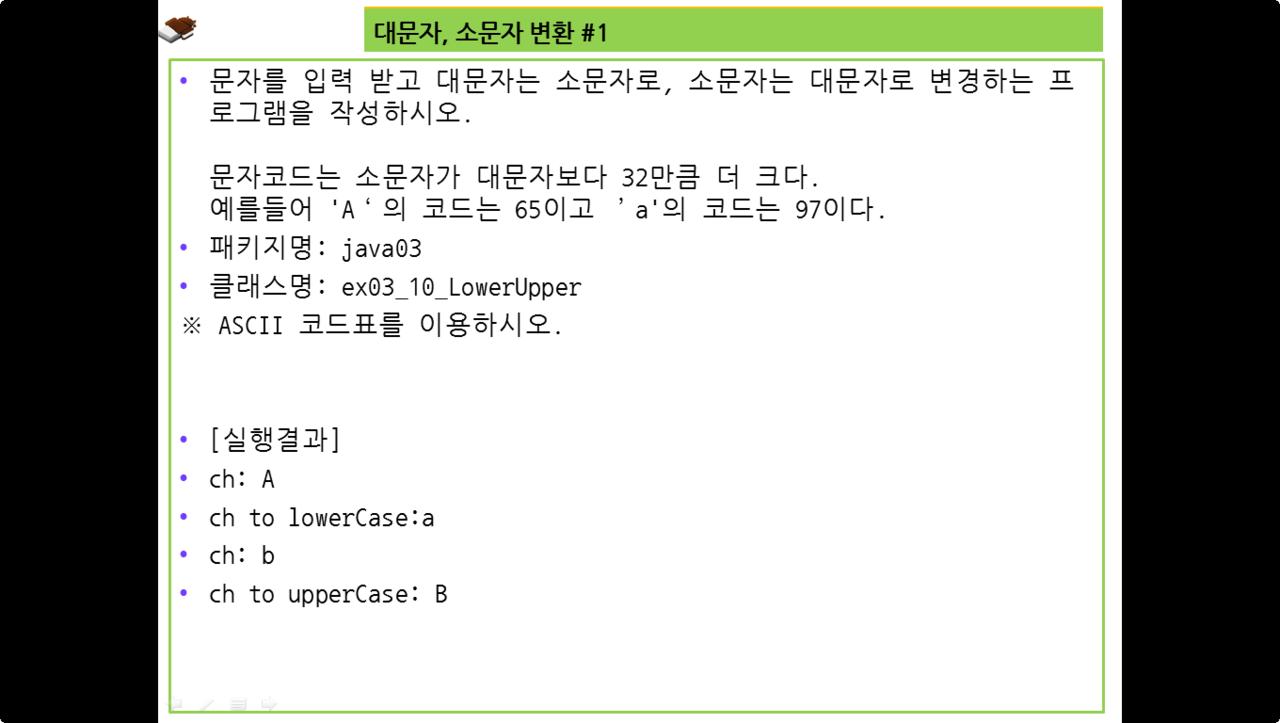 대문자, 소문자 변환 #1
• 문자를 입력 받고 대문자는 소문자로, 소문자는 대문자로 변경하는 프
로그램을 작성하시오.
문자코드는 소문자가 대문자보다 32만큼 더 크다.
예를들어 'A‘의 코드는 65이고 ’a'의 코드는 97이다.
• 패키지명: java03
• 클래스명: ex03_10_LowerUpper
※ ASCII 코드표를 이용하시오.
• [실행결과]
• ch: A
• ch to lowerCase:a
• ch: b
• ch to upperCase: B